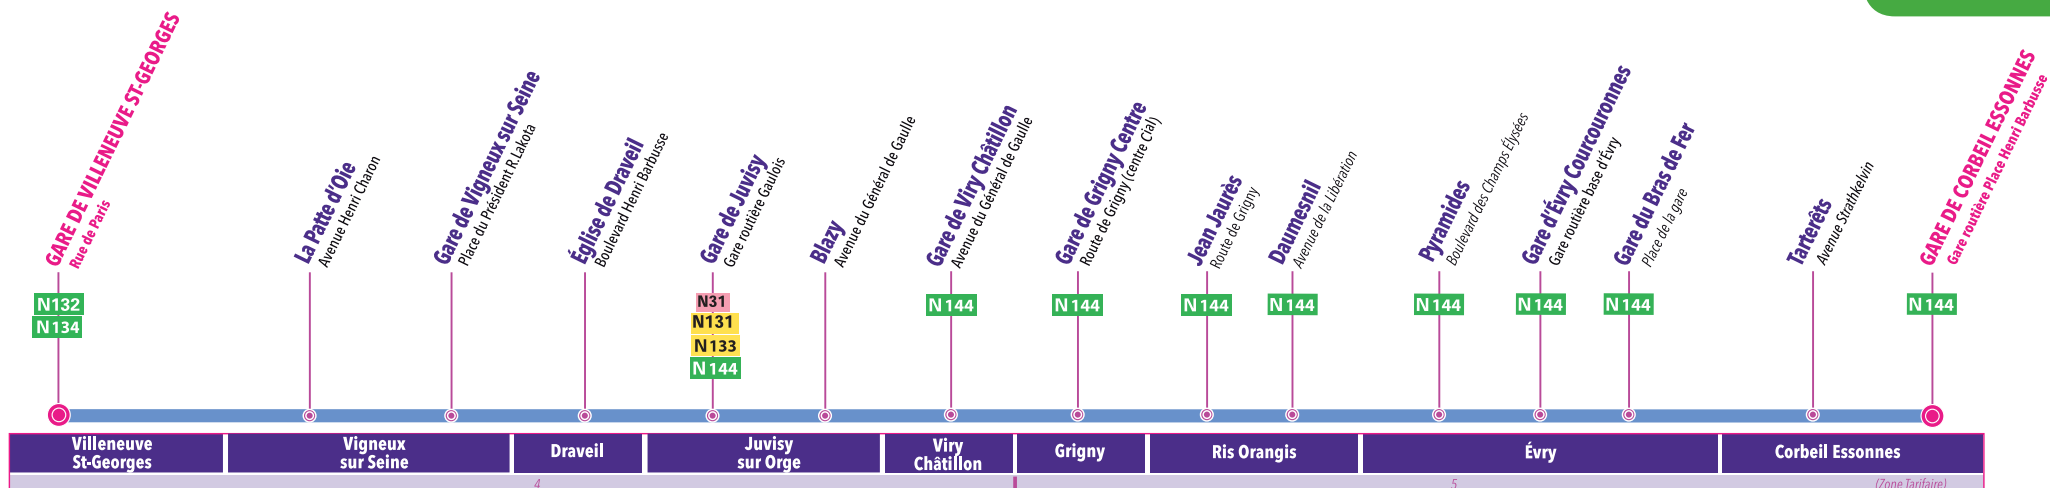 GARE DE VILLENEUVE ST-GEORGES
Rue de Paris
La Patte d'Oie
Avenue Henri Charon
Gare de Vigneux sur Seine
Place du Président R.Lakota
Église de Draveil
Boulevard Henri Barbusse
Gare de Juvisy
Gare routière Gaulois
Blazy
Avenue du Général de Gaulle
Gare de Viry Châtillon
Avenue du Général de Gaulle
Gare de Grigny Centre
Route de Grigny (centre Cial)
Jean Jaurès
Route de Grigny
Daumesnil
Avenue de la Libération
Pyramides
Boulevard des Champs Élysées
Gare d'Évry Courcouronnes
Gare routière base d'Évry
Gare du Bras de Fer
Place de la gare
Tarterêts
Avenue Strathkelvin
GARE DE CORBEIL ESSONNES
Gare routière Place Henri Barbusse
N132
N134
N31
N131
N133
N144
N144
N144
N144
N144
N144
N144
N144
N144
Villeneuve
St-Georges
Vigneux
sur Seine
Draveil
Juvisy
sur Orge
Viry
Châtillon
Grigny
Ris Orangis
Évry
Corbeil Essonnes
4
5
(Zone Tarifaire)